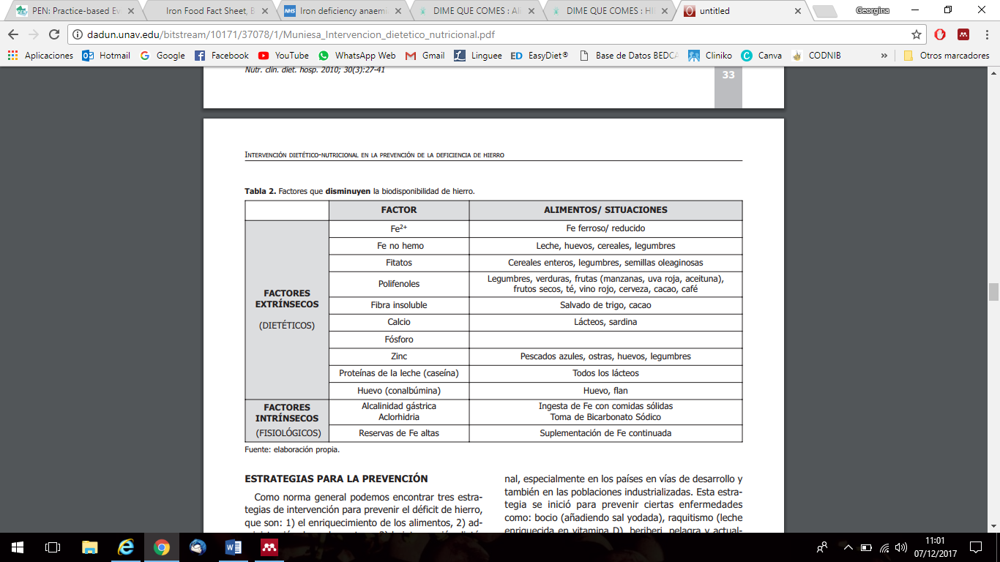 PEN: Practice-based Ev
Iron Food Fact Sheet, B
Iron deficiency anaemi
DIME QUE COMES : Al
DIME QUE COMES : HI
untitled
Georgina
dadun.unav.edu/bitstream/10171/37078/1/Muniesa_Intervencion_dietetico_nutricional.pdf
Aplicaciones Hotmail Google Facebook YouTube WhatsApp Web Gmail Linguee EasyDiet® Base de Datos BEDCA Cliniko Canva CODNIB » Otros marcadores
Nutr. clín. diet. hosp. 2010; 30(3):27-41
33
INTERVENCIÓN DIETÉTICO-NUTRICIONAL EN LA PREVENCIÓN DE LA DEFICIENCIA DE HIERRO
Tabla 2. Factores que disminuyen la biodisponibilidad de hierro.
FACTOR ALIMENTOS/ SITUACIONES
FACTORES
EXTRÍNSECOS
(DIETÉTICOS)
Fe2+ Fe ferroso/ reducido
Fe no hemo Leche, huevos, cereales, legumbres
Fitatos Cereales enteros, legumbres, semillas oleaginosas
Polifenoles Legumbres, verduras, frutas (manzanas, uva roja, aceituna),
frutos secos, té, vino rojo, cerveza, cacao, café
Fibra insoluble Salvado de trigo, cacao
Calcio Lácteos, sardina
Fósforo
Zinc Pescados azules, ostras, huevos, legumbres
Proteínas de la leche (caseína) Todos los lácteos
Huevo (conalbúmina) Huevo, flan
FACTORES
INTRÍNSECOS
(FISIOLÓGICOS)
Alcalinidad gástrica Ingesta de Fe con comidas sólidas
Aclorhidria Toma de Bicarbonato Sódico
Reservas de Fe altas Suplementación de Fe continuada
Fuente: elaboración propia.
ESTRATEGIAS PARA LA PREVENCIÓN
Como norma general podemos encontrar tres estra-
tegias de intervención para prevenir el déficit de hierro,
que son: 1) el enriquecimiento de los alimentos, 2) ad-
nal, especialmente en los países en vías de desarrollo y
también en las poblaciones industrializadas. Esta estra-
tegia se inició para prevenir ciertas enfermedades
como: bocio (añadiendo sal yodada), raquitismo (leche
enriquecida en vitamina D), beriberi, pelagra y actual-
11:01
07/12/2017